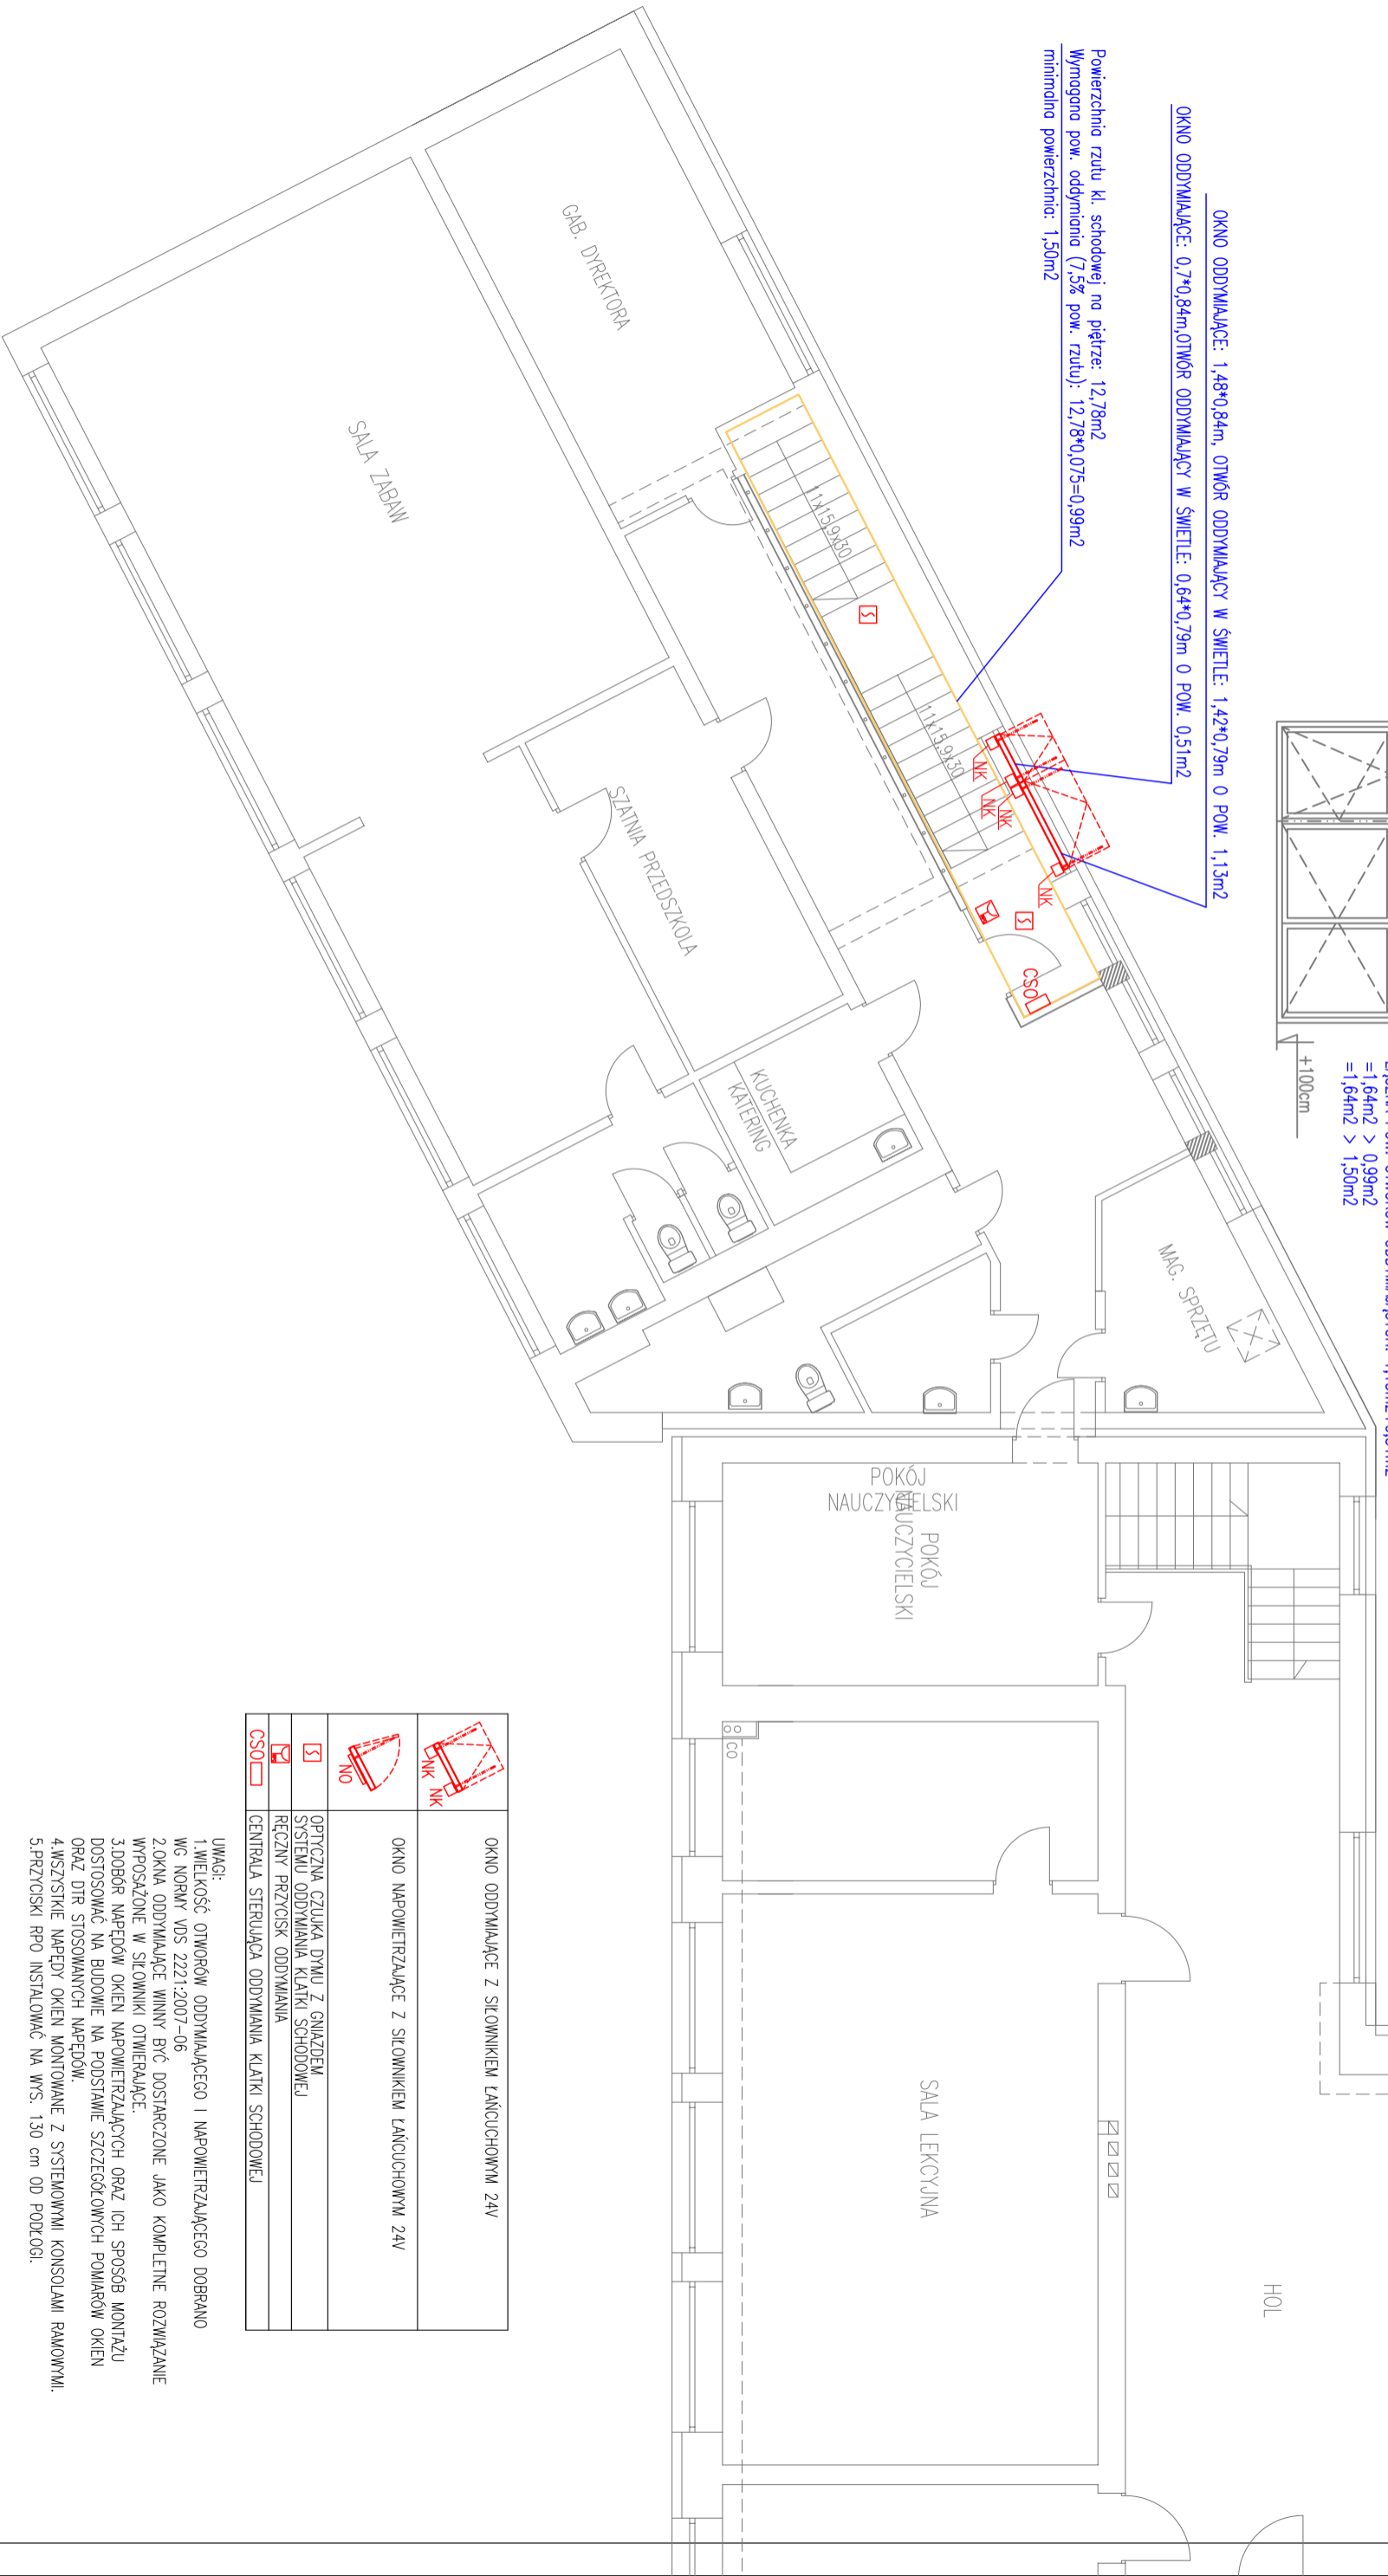 OKNO ODDYMIAJĄCE: 1,48*0,84m, OTWÓR ODDYMIAJĄCY W ŚWIETLE: 1,42*0,79m O POW. 1,13m2
OKNO ODDYMIAJĄCE: 0,7*0,84m,OTWÓR ODDYMIAJĄCY W ŚWIETLE: 0,64*0,79m O POW. 0,51m2
Powierzchnia rzutu kl. schodowej na piętrze: 12,78m2
Wymagana pow. oddymiania (7,5% pow. rzutu): 12,78*0,075=0,99m2
minimalna powierzchnia: 1,50m2
=1,64m2 > 0,99m2
=1,64m2 > 1,50m2
+100cm
GAB. DYREKTORA
SALA ZABAW
11x15,9x30
11x15,9x30
NK
NK
NK
NK
CSO
SZATNIA PRZEDSZKOLA
KUCHENKA
KATERING
MAG. SPRZĘTU
POKÓJ
NAUCZYCIELSKI
POKÓJ
NAUCZYCIELSKI
CO
SALA LEKCYJNA
HOL
NK NK
OKNO ODDYMIAJĄCE Z SIŁOWNIKIEM ŁAŃCUCHOWYM 24V
NO
OKNO NAPOWIETRZAJĄCE Z SIŁOWNIKIEM ŁAŃCUCHOWYM 24V
OPTYCZNA CZUJKA DYMU Z GNIAZDEM
SYSTEMU ODDYMIANIA KLATKI SCHODOWEJ
RĘCZNY PRZYCISK ODDYMIANIA
CSO
CENTRALA STERUJĄCA ODDYMIANIA KLATKI SCHODOWEJ
UWAGI:
1.WIELKOŚĆ OTWORÓW ODDYMIAJĄCEGO I NAPOWIETRZAJĄCEGO DOBRANO
WG NORMY VDS 2221:2007-06
2.OKNA ODDYMIAJĄCE WINNY BYĆ DOSTARCZONE JAKO KOMPLETNE ROZWIĄZANIE
WYPOSAŻONE W SIŁOWNIKI OTWIERAJĄCE.
3.DOBÓR NAPĘDÓW OKIEN NAPOWIETRZAJĄCYCH ORAZ ICH SPOSÓB MONTAŻU
DOSTOSOWAĆ NA BUDOWIE NA PODSTAWIE SZCZEGÓŁOWYCH POMIARÓW OKIEN
ORAZ DTR STOSOWANYCH NAPĘDÓW.
4.WSZYSTKIE NAPĘDY OKIEN MONTOWANE Z SYSTEMOWYMI KONSOLAMI RAMOWYMI.
5.PRZYCISKI RPO INSTALOWAĆ NA WYS. 130 cm OD PODŁOGI.